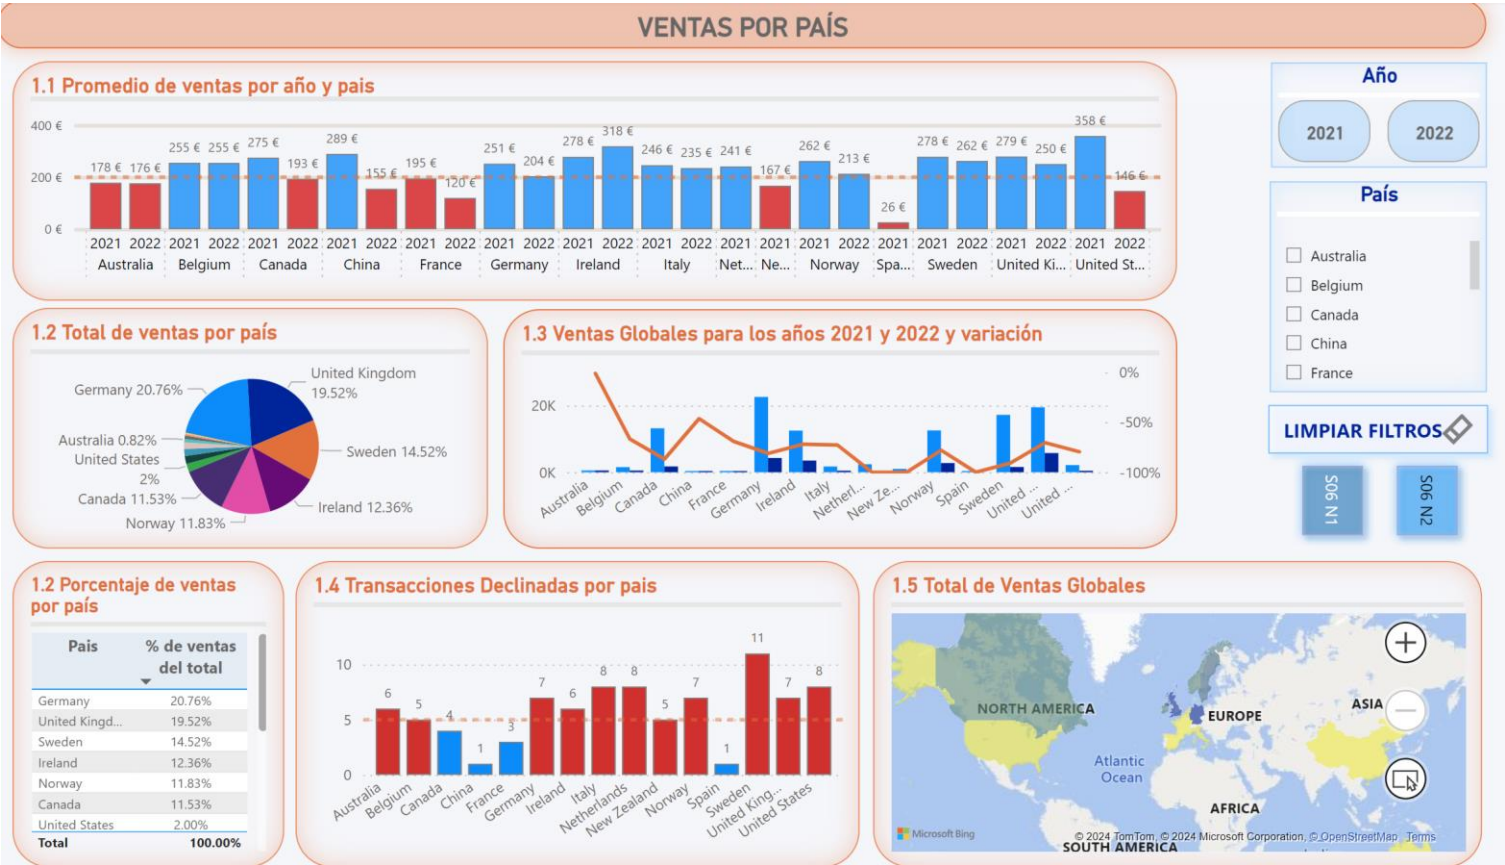 VENTAS POR PAÍS
1.1 Promedio de ventas por año y pais
400 €
200 €
0 €
178 € 176 € 255 € 255 € 275 € 193 € 289 € 155 € 195 € 120 € 251 € 204 € 278 € 318 € 246 € 235 € 241 € 167 € 262 € 213 € 26 € 278 € 262 € 279 € 250 € 358 € 146 €
2021 2022 2021 2022 2021 2022 2021 2022 2021 2022 2021 2022 2021 2022 2021 2022 2021 2021 2021 2022 2021 2021 2022 2021 2022 2021 2022
Australia Belgium Canada China France Germany Ireland Italy Net... Ne... Norway Spa... Sweden United Ki... United St...
Año
2021 2022
País
Australia
Belgium
Canada
China
France
LIMPIAR FILTROS
S06 N1
S06 N2
1.2 Total de ventas por país
United Kingdom
19.52%
Germany 20.76%
Australia 0.82%
United States
2%
Sweden 14.52%
Canada 11.53%
Ireland 12.36%
Norway 11.83%
1.3 Ventas Globales para los años 2021 y 2022 y variación
20K
0K
0%
-50%
-100%
Australia Belgium Canada China France Germany Ireland Italy Netherl... New Ze... Norway Spain Sweden United ... United ...
1.2 Porcentaje de ventas
por país
Pais % de ventas
del total
Germany 20.76%
United Kingd... 19.52%
Sweden 14.52%
Ireland 12.36%
Norway 11.83%
Canada 11.53%
United States 2.00%
Total 100.00%
1.4 Transacciones Declinadas por pais
10
5
0
6 5 4 1 3 7 6 8 8 5 7 1 11 7 8
Australia Belgium Canada China France Germany Ireland Italy Netherlands New Zealand Norway Spain Sweden United King... United States
1.5 Total de Ventas Globales
NORTH AMERICA
EUROPE
ASIA
Atlantic
Ocean
AFRICA
SOUTH AMERICA
Microsoft Bing
© 2024 TomTom, © 2024 Microsoft Corporation, © OpenStreetMap Terms